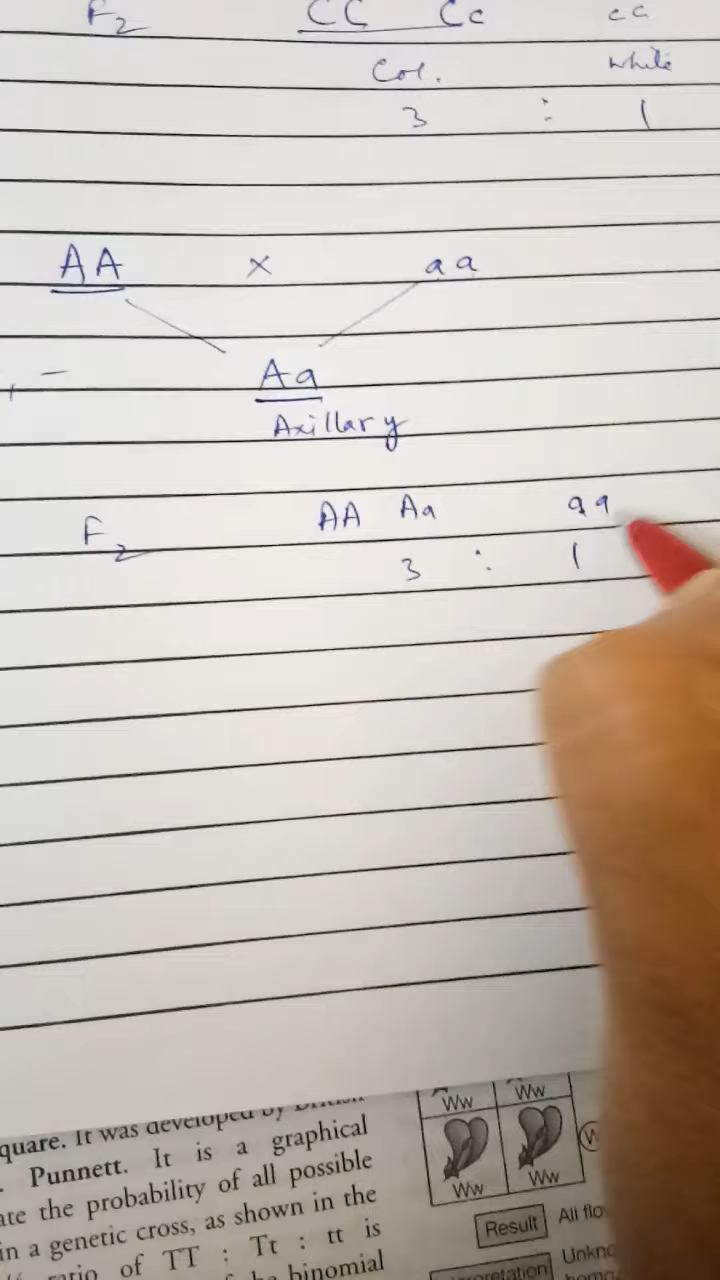 F2 CC Cc cc
Col. white
3 : 1
AA × aa
Aa
Axillary
F2 AA Aa aa
3 : 1
quare. It was developed by British
Punnett. It is a graphical
ate the probability of all possible
in a genetic cross, as shown in the
ratio of TT : Tt : tt is
binomial
Ww Ww
Ww Ww
Result All flo